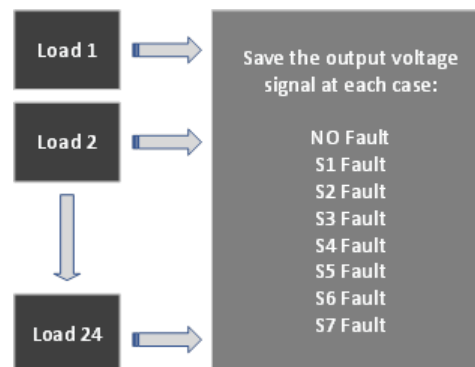 Load 1
Load 2
Load 24
Save the output voltage
signal at each case:
NO Fault
S1 Fault
S2 Fault
S3 Fault
S4 Fault
S5 Fault
S6 Fault
S7 Fault